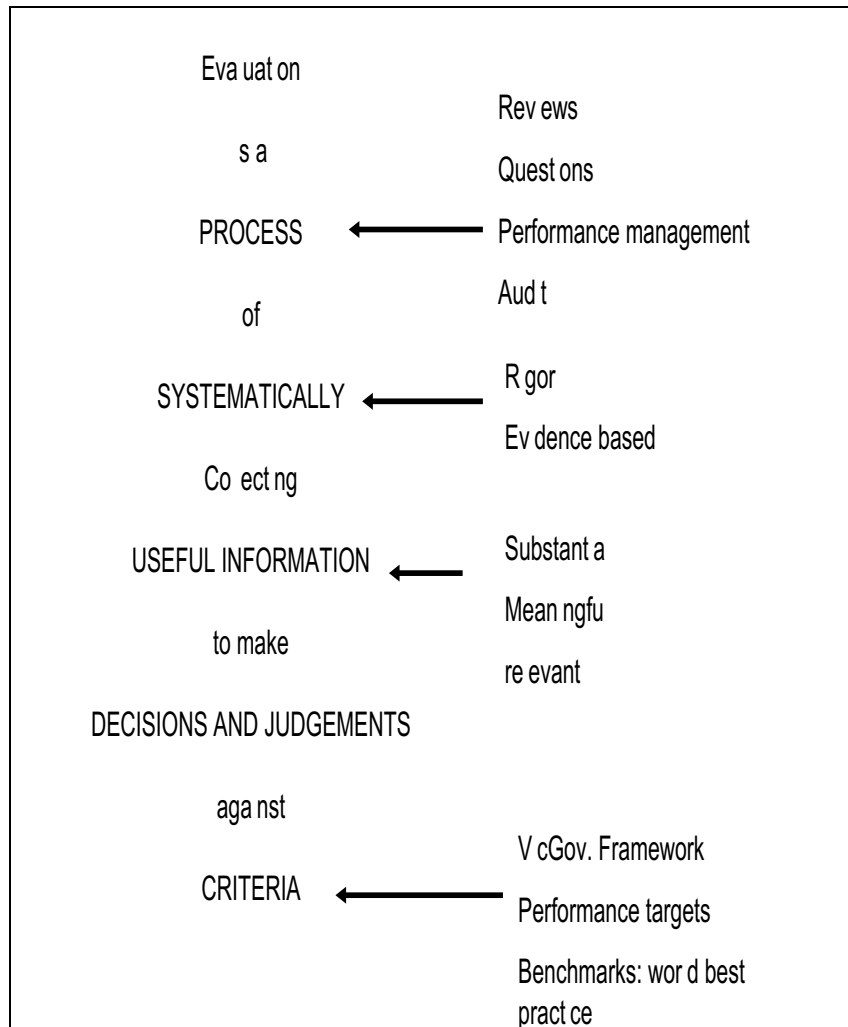 Eva uat on
s a
PROCESS
of
SYSTEMATICALLY
Co ect ng
USEFUL INFORMATION
to make
DECISIONS AND JUDGEMENTS
aga nst
CRITERIA
Rev ews
Quest ons
Performance management
Aud t
R gor
Ev dence based
Substant a
Mean ngfu
re evant
V cGov. Framework
Performance targets
Benchmarks: wor d best
pract ce